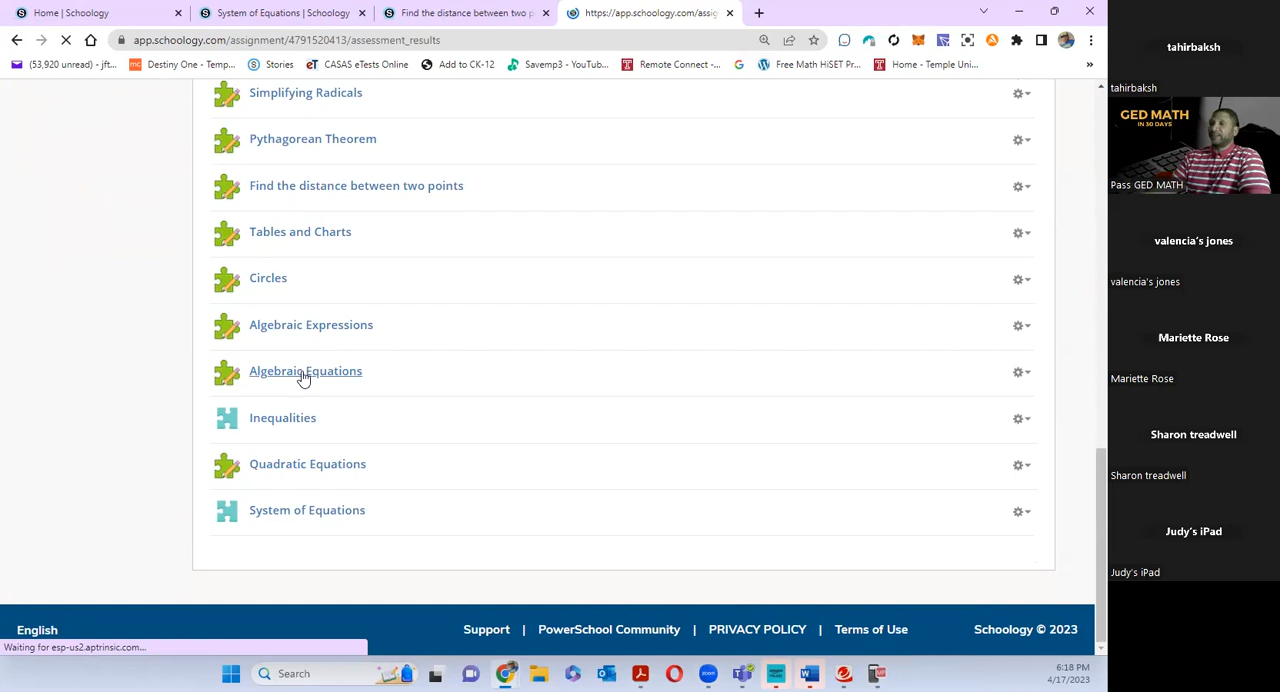 Home | Schoology
System of Equations | Schoology
Find the distance between two p
https://app.schoology.com/assig
app.schoology.com/assignment/4791520413/assessment_results
(53,920 unread) - jft...
Destiny One - Temp...
Stories
CASAS eTests Online
Add to CK-12
Savemp3 - YouTub...
Remote Connect -...
Free Math HiSET Pr...
Home - Temple Uni...
»
Simplifying Radicals
Pythagorean Theorem
Find the distance between two points
Tables and Charts
Circles
Algebraic Expressions
Algebraic Equations
Inequalities
Quadratic Equations
System of Equations
English
Support | PowerSchool Community | PRIVACY POLICY | Terms of Use
Schoology © 2023
Waiting for esp-us2.aptrinsic.com...
Search
6:18 PM
4/17/2023
tahirbaksh
tahirbaksh
GED MATH
IN 30 DAYS
Pass GED MATH
valencia's jones
valencia's jones
Mariette Rose
Mariette Rose
Sharon treadwell
Sharon treadwell
Judy's iPad
Judy's iPad